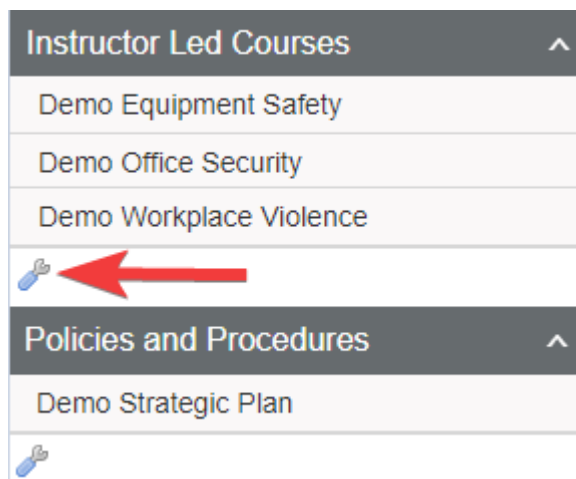 Instructor Led Courses
Demo Equipment Safety
Demo Office Security
Demo Workplace Violence
Policies and Procedures
Demo Strategic Plan